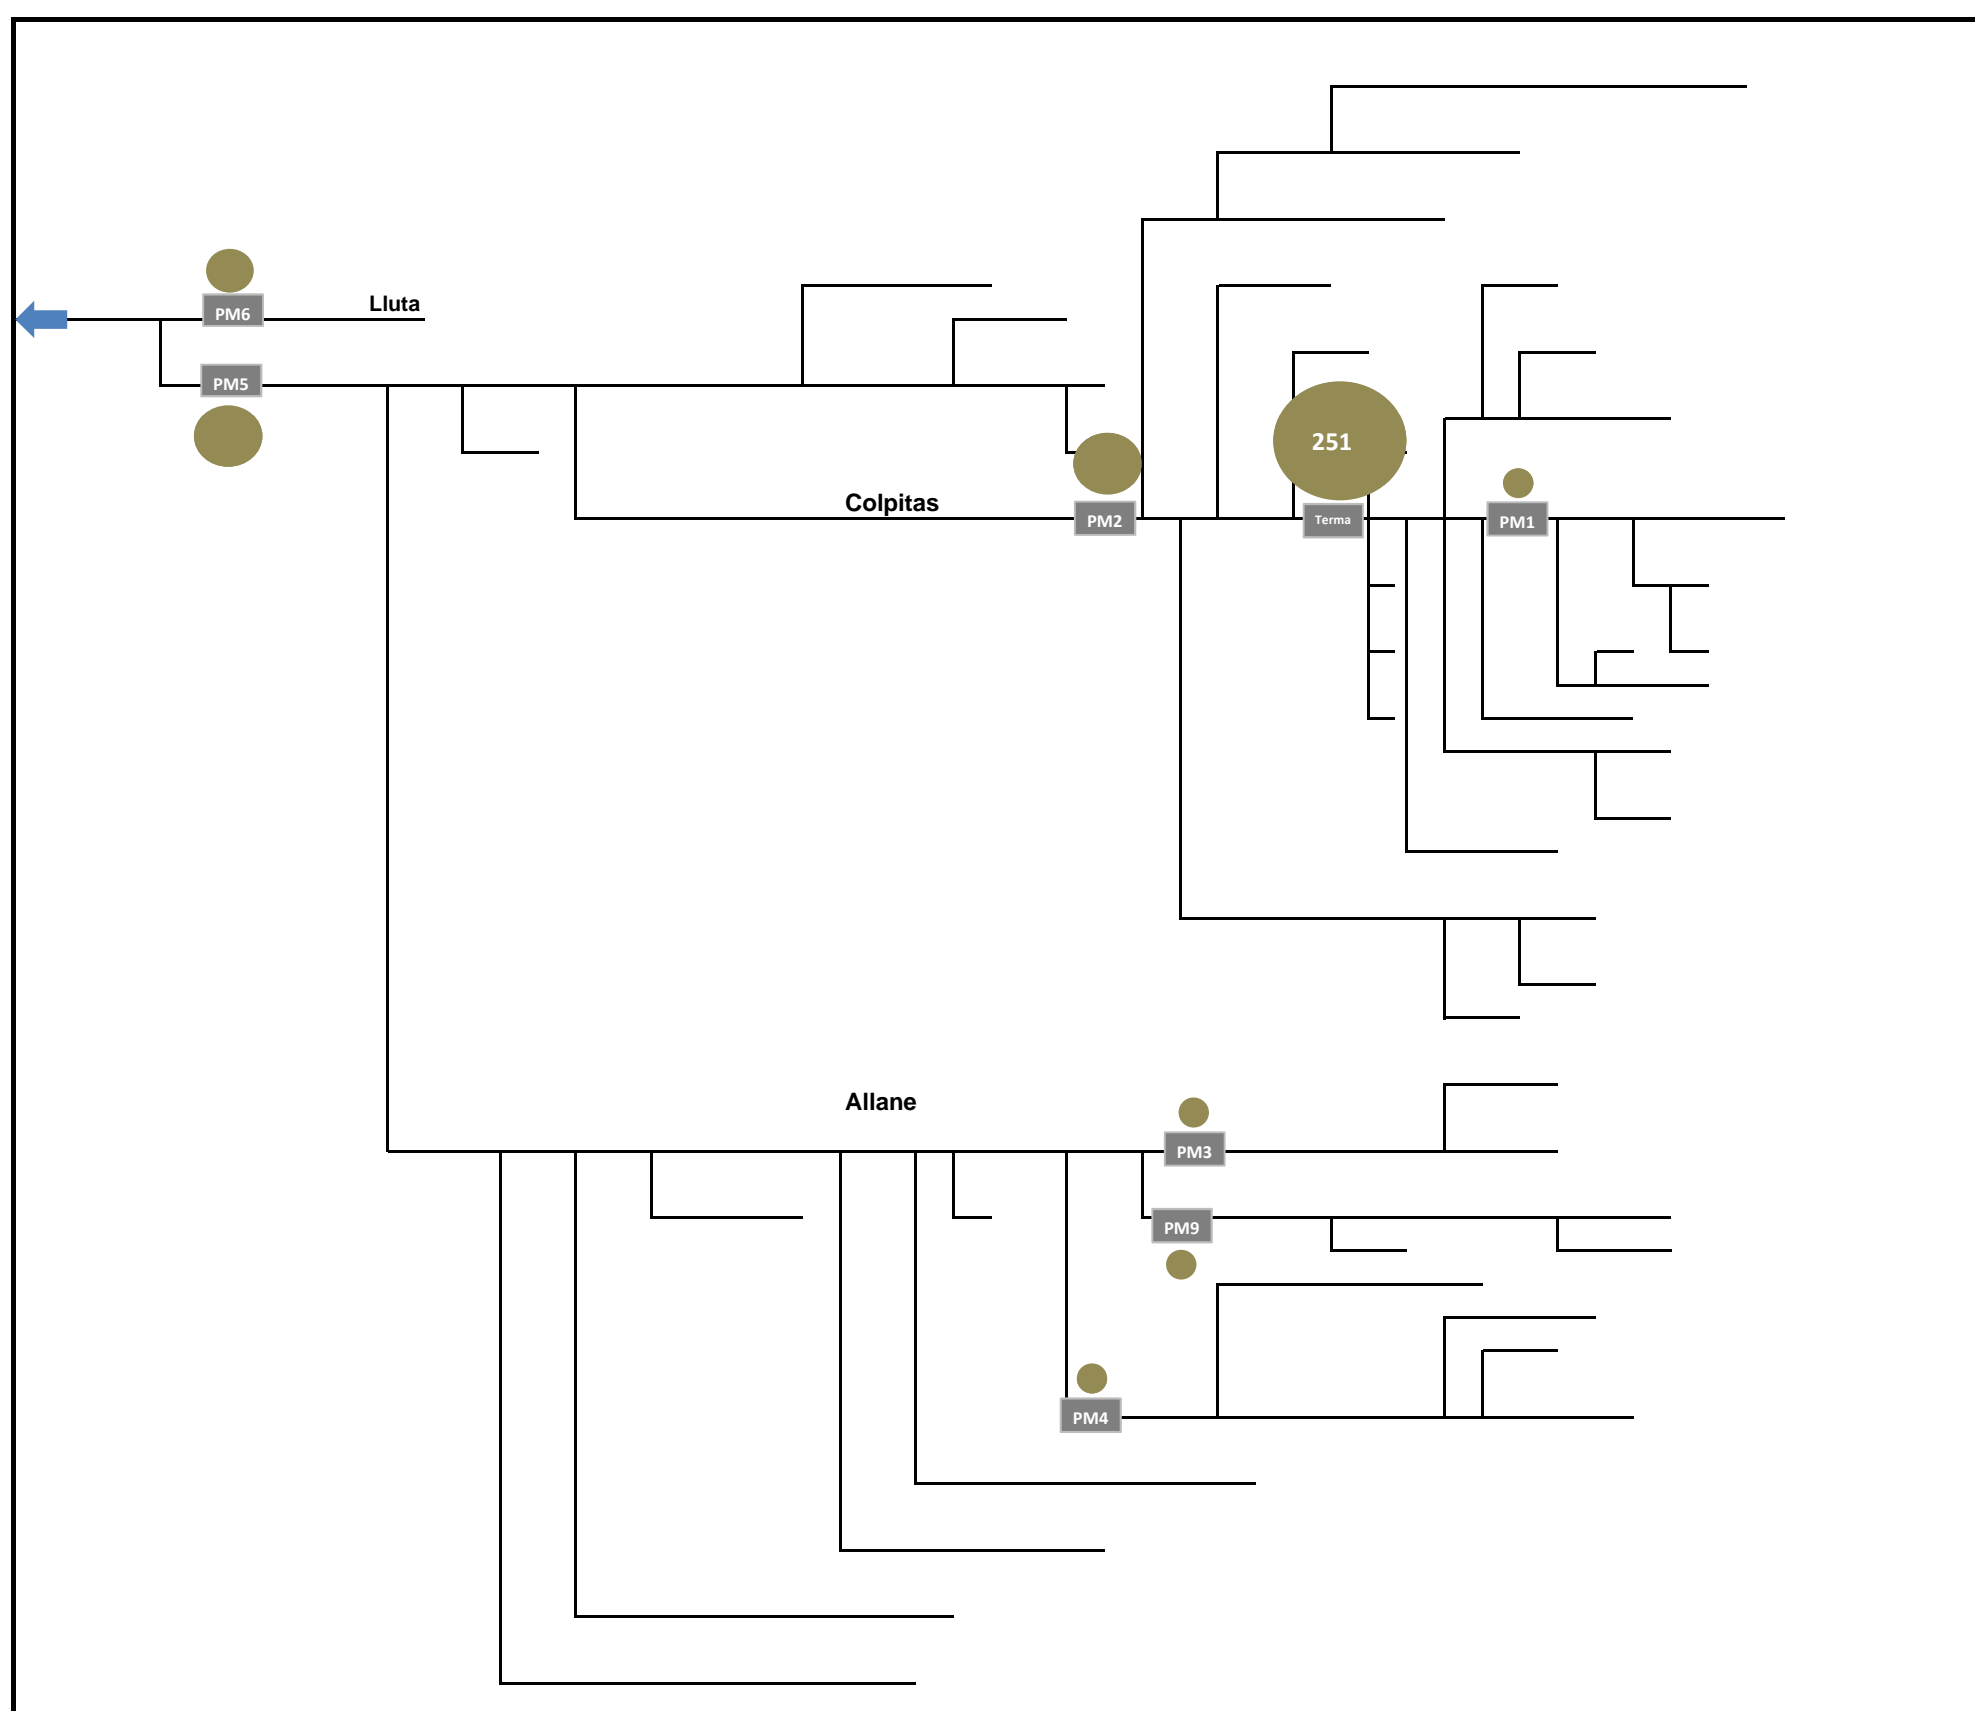 PM6
Lluta
PM5
251
Colpitas
PM2
Terma
PM1
Allane
PM3
PM9
PM4